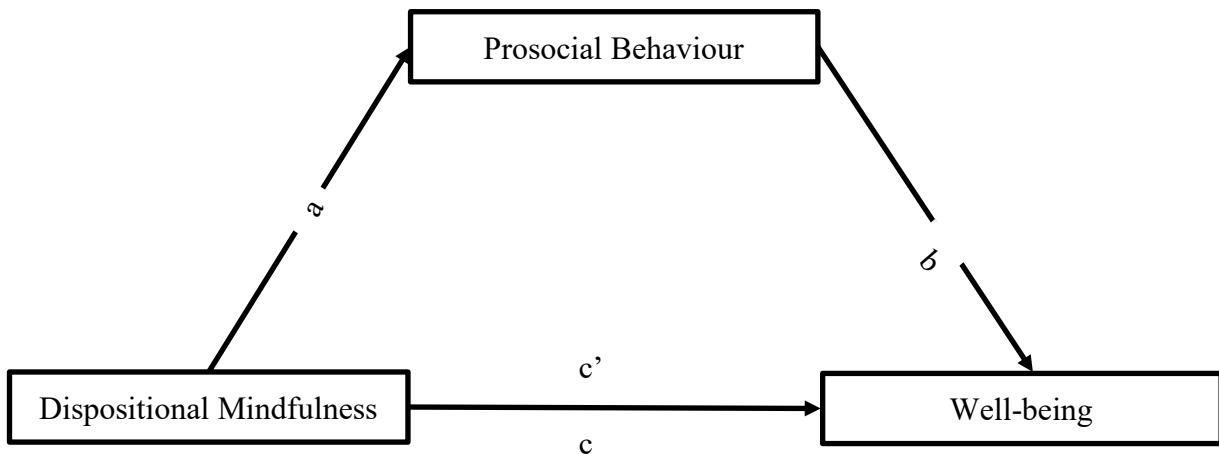 Prosocial Behaviour
a
b
c’
Dispositional Mindfulness
Well-being
c